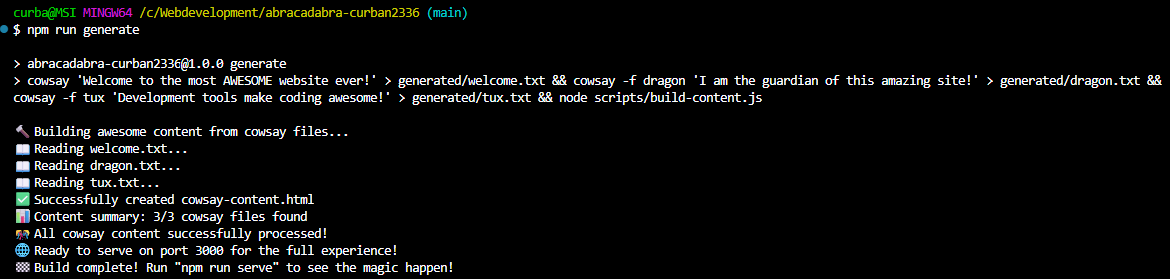 curba@MSI MINGW64 /c/Webdevelopment/abracadabra-curban2336 (main)
$ npm run generate
> abracadabra-curban2336@1.0.0 generate
> cowsay 'Welcome to the most AWESOME website ever!' > generated/welcome.txt && cowsay -f dragon 'I am the guardian of this amazing site!' > generated/dragon.txt &&
cowsay -f tux 'Development tools make coding awesome!' > generated/tux.txt && node scripts/build-content.js
🔨 Building awesome content from cowsay files...
📖 Reading welcome.txt...
📖 Reading dragon.txt...
📖 Reading tux.txt...
✅ Successfully created cowsay-content.html
📊 Content summary: 3/3 cowsay files found
🎊 All cowsay content successfully processed!
🌐 Ready to serve on port 3000 for the full experience!
🏁 Build complete! Run "npm run serve" to see the magic happen!